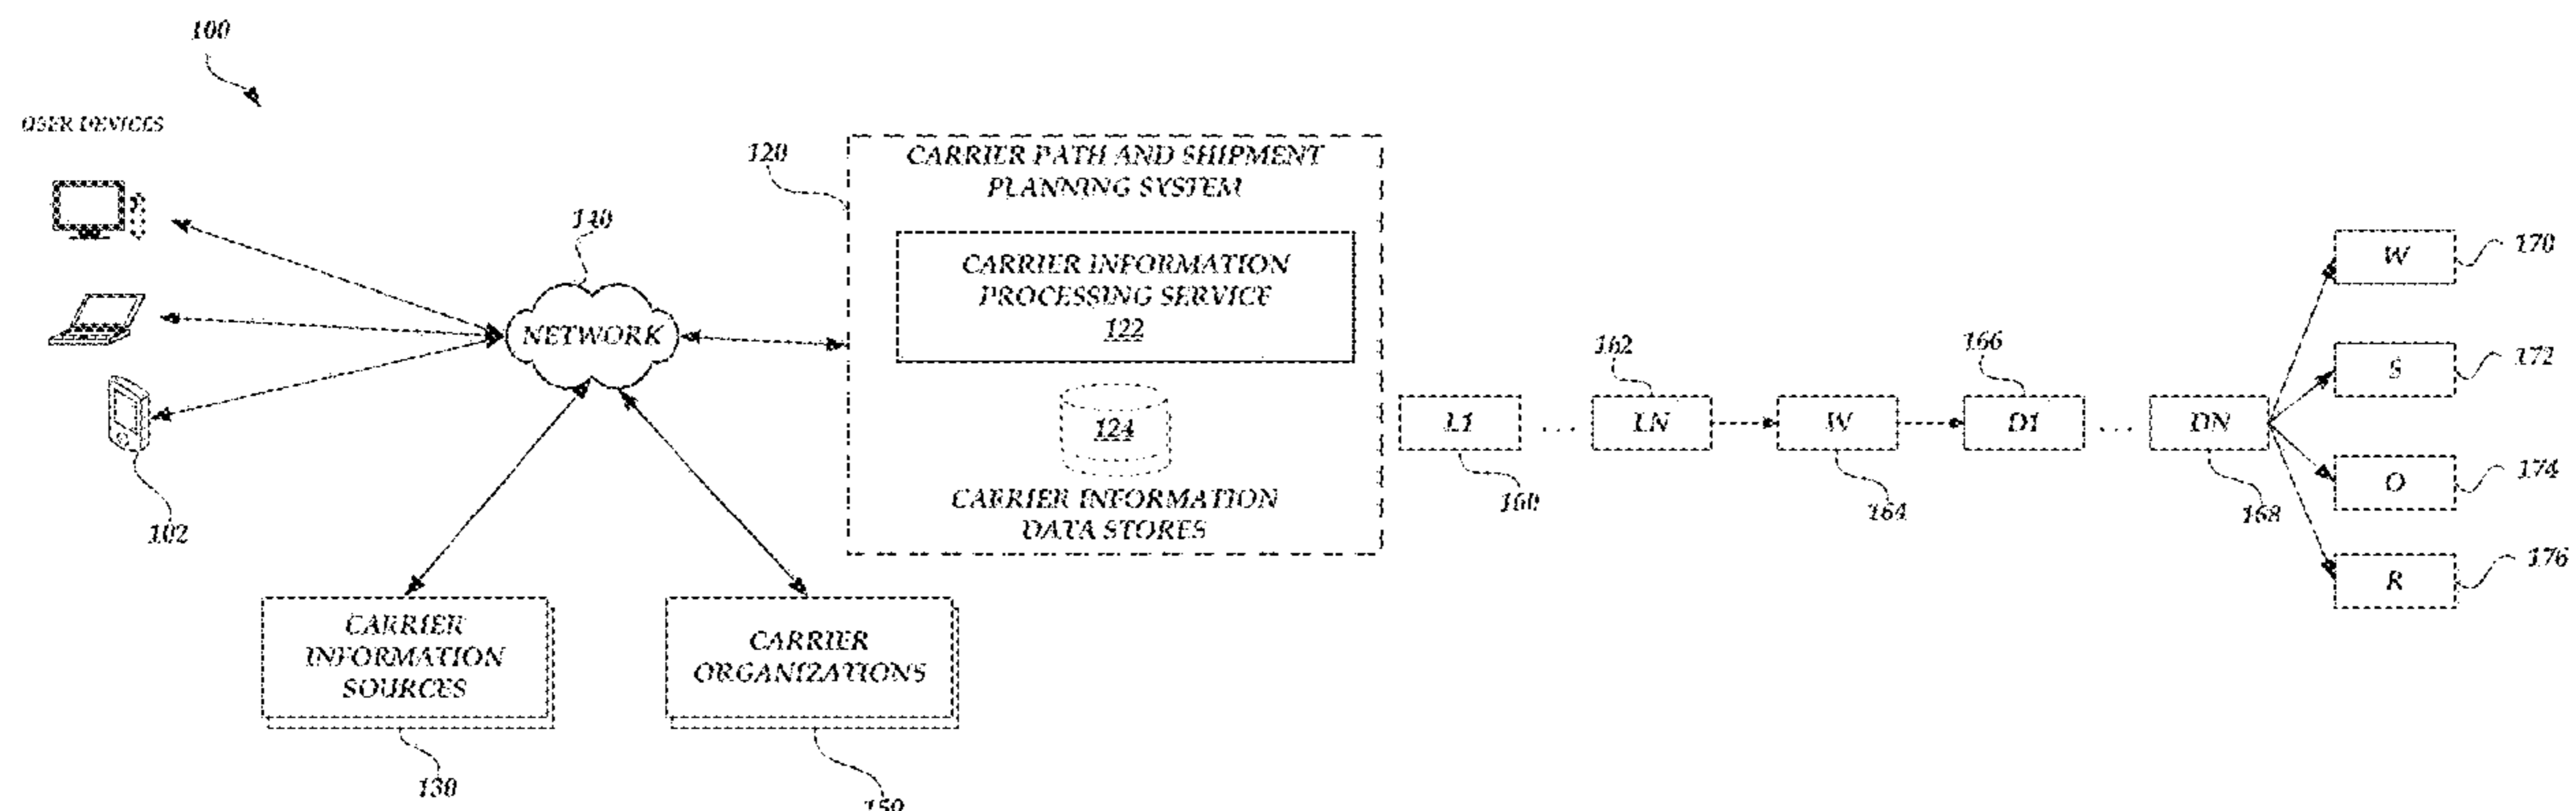 100
USER DEVICES
102
140
NETWORK
120
CARRIER PATH AND SHIPMENT
PLANNING SYSTEM
CARRIER INFORMATION
PROCESSING SERVICE
122
124
CARRIER INFORMATION
DATA STORES
CARRIER
INFORMATION
SOURCES
130
CARRIER
ORGANIZATIONS
150
L1
160
...
162
LN
W
164
166
D1
...
DN
168
W
170
S
172
O
174
R
176